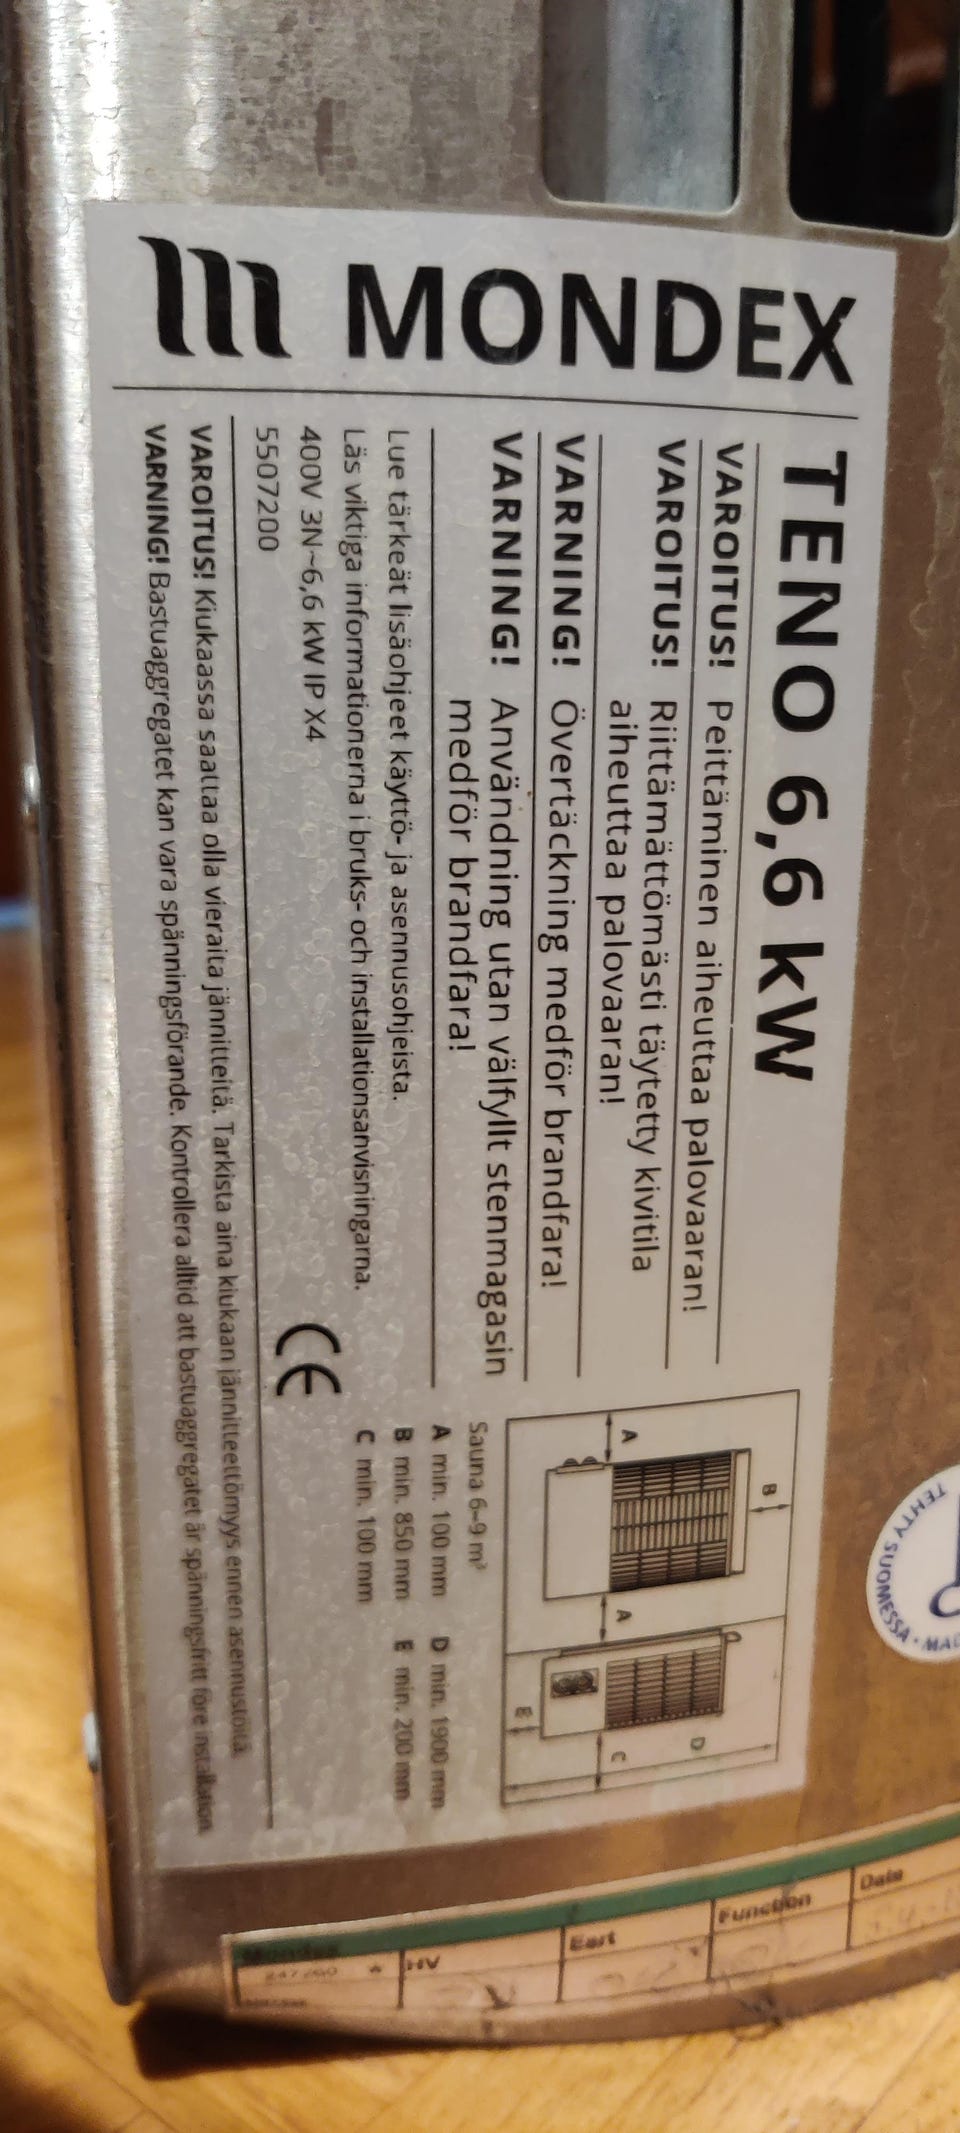 MONDEX
TENO 6,6 kW
VAROITUS! Peittäminen aiheuttaa palovaaran!
VAROITUS! Riittämättömästi täytetty kivitila
aiheuttaa palovaaran!
VARNING! Övertäckning medför brandfara!
VARNING! Användning utan välfyllt stenmagasin
medför brandfara!
Lue tärkeät lisäohjeet käyttö- ja asennusohjeista.
Läs viktiga informationerna i bruks- och installationsanvisningarna.
400V 3N~6,6 kW IP X4
5507200
CE
B
A
A
D
C
E
Sauna 6–9 m³
A min. 100 mm D min. 1900 mm
B min. 850 mm E min. 200 mm
C min. 100 mm
VAROITUS! Kiukaassa saattaa olla vieraita jännitteitä. Tarkista aina kiukaan jännitteettömyys ennen asennustöitä.
VARNING! Bastuaggregatet kan vara spänningsförande. Kontrollera alltid att bastuaggregatet är spänningsfritt före installation.
TEHTY SUOMESSA
Mondex
HV
Eart
Function
Date